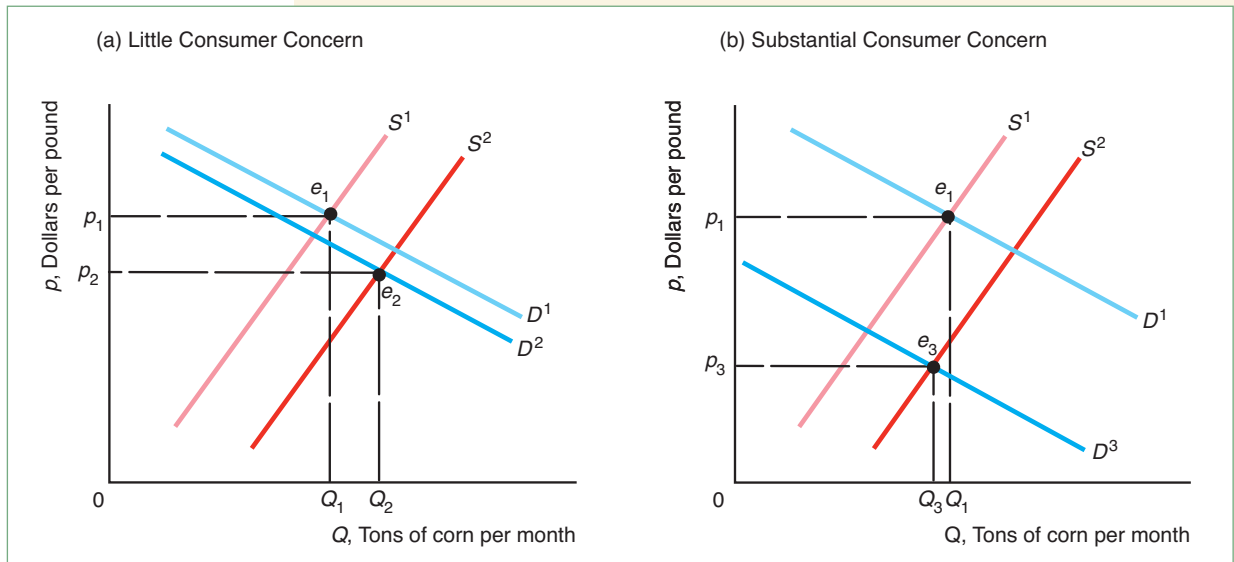 (a) Little Consumer Concern
p, Dollars per pound
S¹
S²
e₁
p₁
p₂
e₂
D¹
D²
0
Q₁
Q₂
Q, Tons of corn per month
(b) Substantial Consumer Concern
p, Dollars per pound
S¹
S²
e₁
p₁
D¹
e₃
p₃
D³
0
Q₃
Q₁
Q, Tons of corn per month